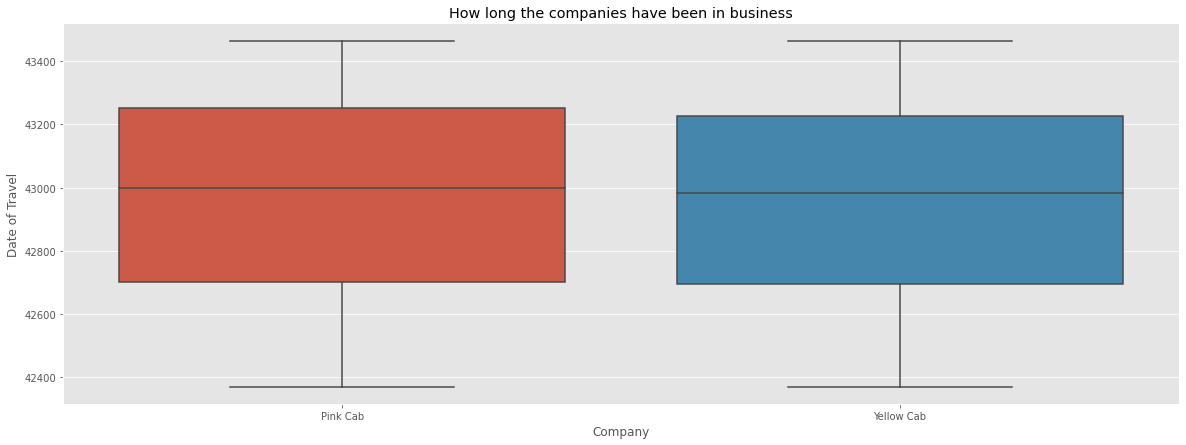 How long the companies have been in business
43400
43200
43000
42800
42600
42400
Date of Travel
Pink Cab
Yellow Cab
Company